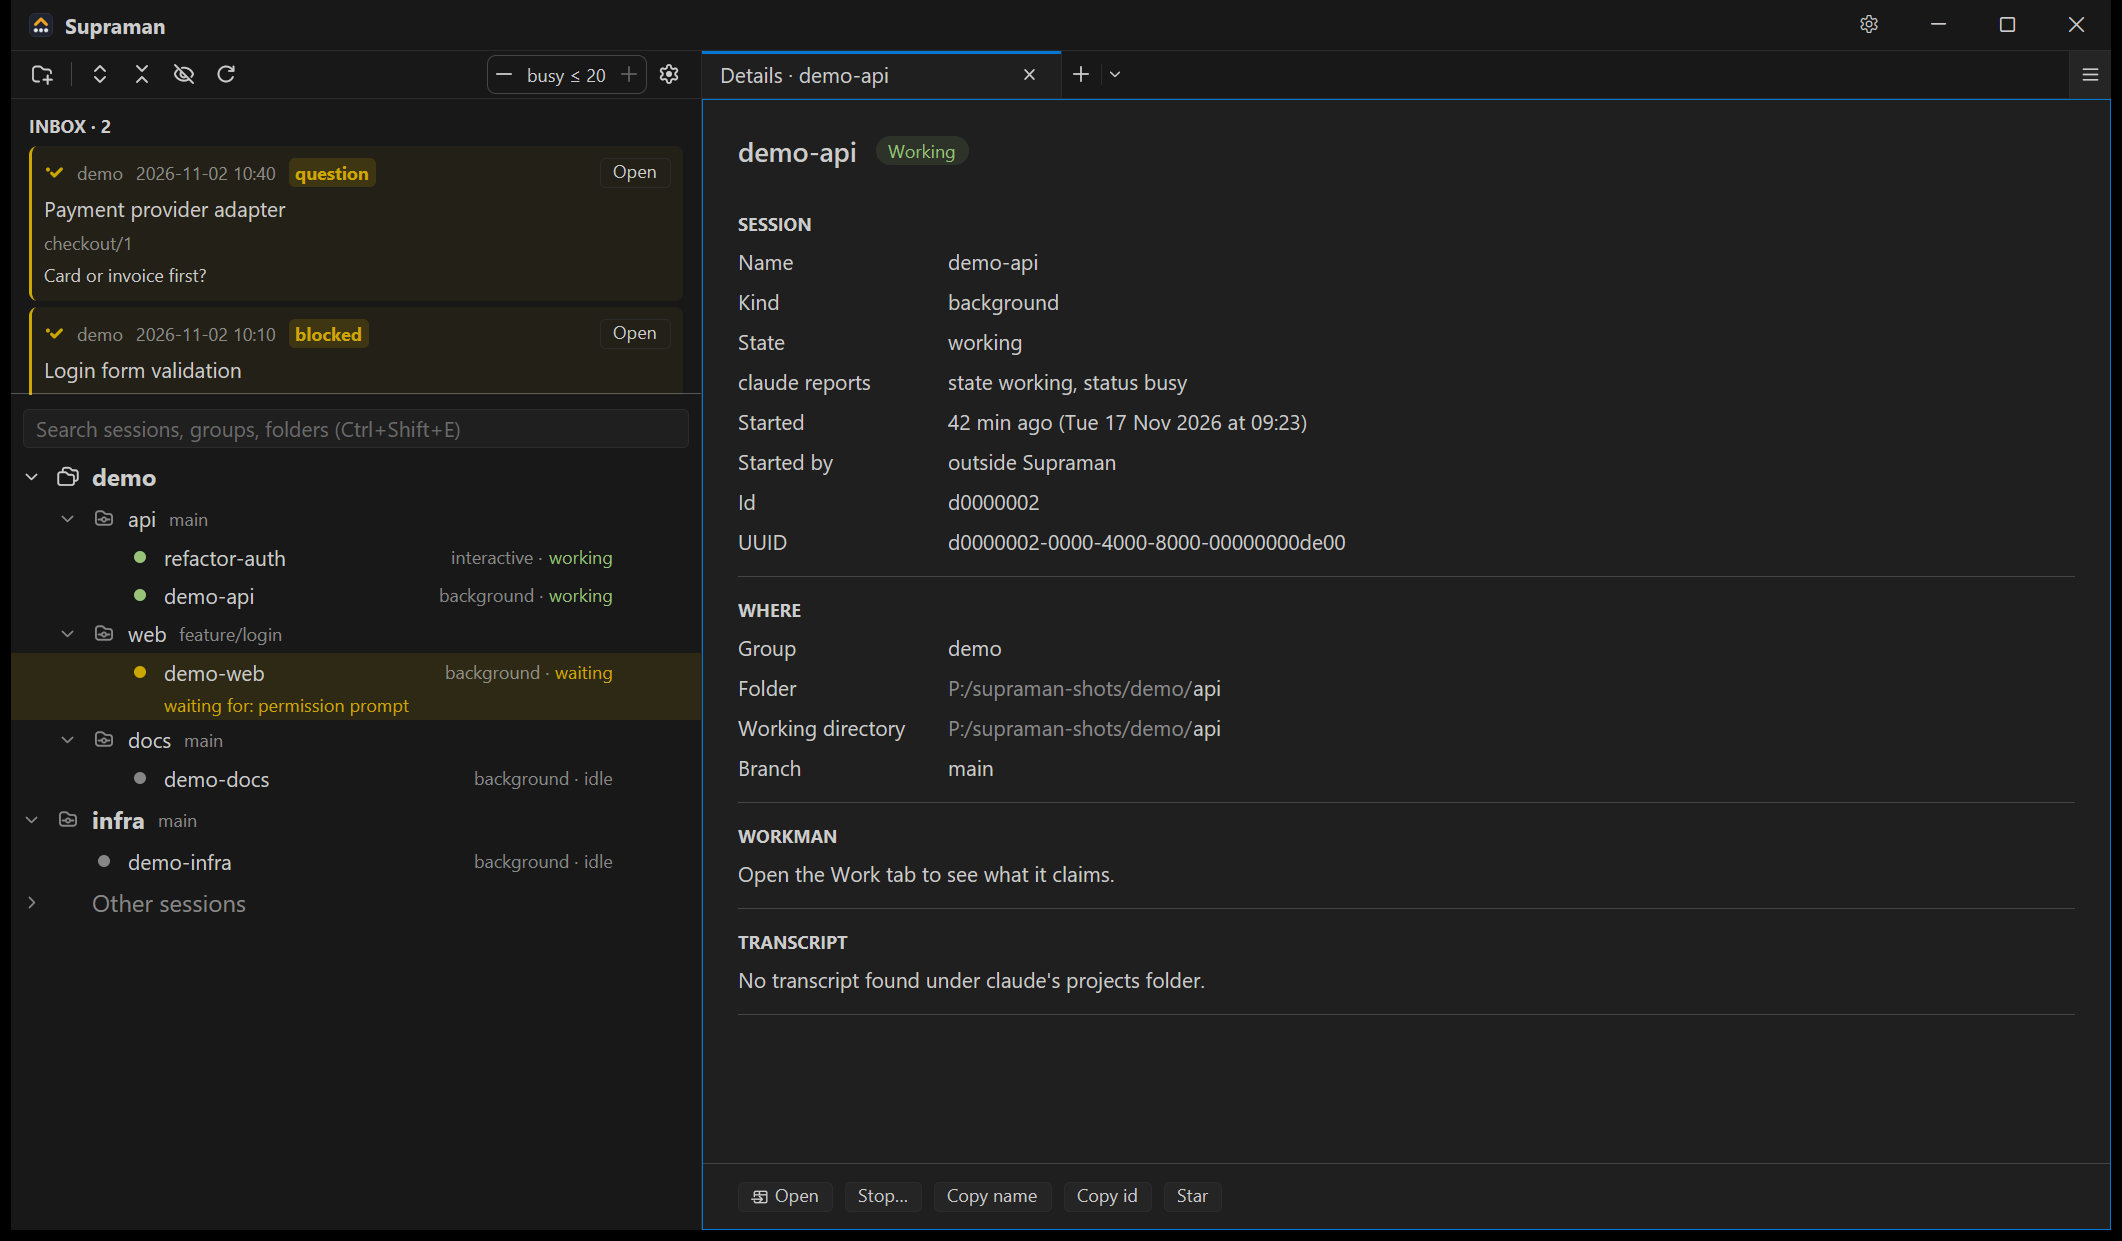 Supraman
busy ≤ 20
Details · demo-api
INBOX · 2
demo 2026-11-02 10:40 question Open
Payment provider adapter
checkout/1
Card or invoice first?
demo 2026-11-02 10:10 blocked Open
Login form validation
Search sessions, groups, folders (Ctrl+Shift+E)
demo
api main
refactor-auth interactive · working
demo-api background · working
web feature/login
demo-web background · waiting
waiting for: permission prompt
docs main
demo-docs background · idle
infra main
demo-infra background · idle
Other sessions
demo-api Working
SESSION
Name demo-api
Kind background
State working
claude reports state working, status busy
Started 42 min ago (Tue 17 Nov 2026 at 09:23)
Started by outside Supraman
Id d0000002
UUID d0000002-0000-4000-8000-00000000de00
WHERE
Group demo
Folder P:/supraman-shots/demo/api
Working directory P:/supraman-shots/demo/api
Branch main
WORKMAN
Open the Work tab to see what it claims.
TRANSCRIPT
No transcript found under claude's projects folder.
Open Stop... Copy name Copy id Star